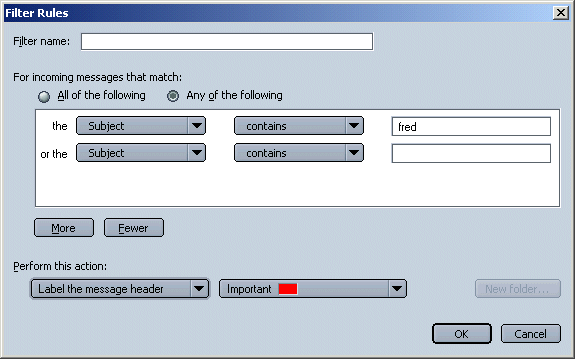 Filter Rules
Filter name:
For incoming messages that match:
All of the following Any of the following
the Subject contains fred
or the Subject contains
More Fewer
Perform this action:
Label the message header Important New folder...
OK Cancel